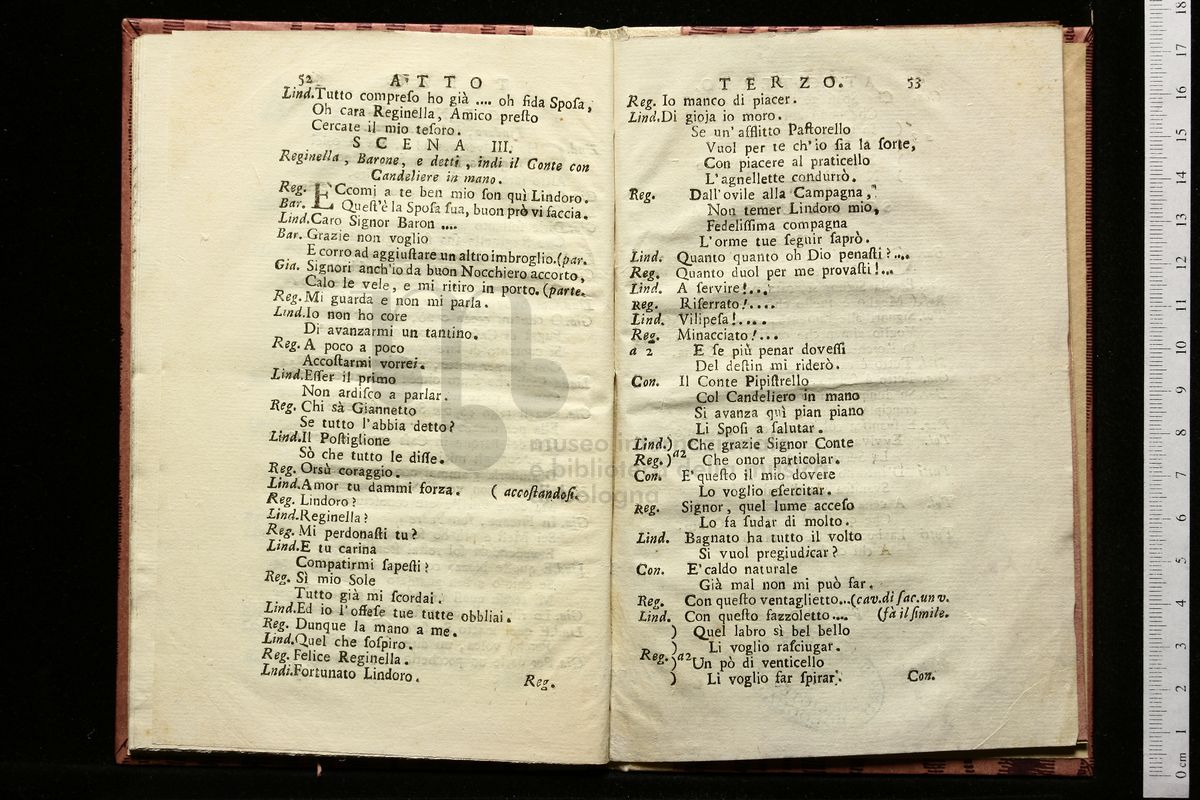 52 ATTO
Lind.Tutto compreſo ho già .... oh fida Spoſa,
Oh cara Reginella, Amico preſto
Cercate il mio teſoro.
SCENA III.
Reginella, Barone, e detti, indi il Conte con
Candeliere in mano.
Reg. ECcomi a te ben mio ſon quì Lindoro.
Bar. Queſt'è la Spoſa ſua, buon prò vi faccia.
Lind.Caro Signor Baron ....
Bar. Grazie non voglio
E corro ad aggiuſtare un altro imbroglio.(par.
Gia. Signori anch'io da buon Nocchiero accorto,
Calo le vele, e mi ritiro in porto. (parte.
Reg. Mi guarda e non mi parla.
Lind.Io non ho core
Di avanzarmi un tantino.
Reg. A poco a poco
Accoſtarmi vorrei.
Lind.Eſſer il primo
Non ardiſco a parlar.
Reg. Chi sà Giannetto
Se tutto l'abbia detto?
Lind.Il Poſtiglione
Sò che tutto le diſſe.
Reg. Orsù coraggio.
Lind.Amor tu dammi forza. ( accoſtandoſi.
Reg. Lindoro?
Lind.Reginella?
Reg. Mi perdonaſti tu?
Lind.E tu carina
Compatirmi ſapeſti?
Reg. Sì mio Sole
Tutto già mi ſcordai.
Lind.Ed io l'offeſe tue tutte obbliai.
Reg. Dunque la mano a me.
Lind.Quel che ſoſpiro.
Reg. Felice Reginella.
Lndi.Fortunato Lindoro.
Reg.
TERZO. 53
Reg. Io manco di piacer.
Lind.Di gioja io moro.
Se un' afflitto Paſtorello
Vuol per te ch'io ſia la ſorte,
Con piacere al praticello
L'agnellette condurrò.
Reg. Dall'ovile alla Campagna,
Non temer Lindoro mio,
Fedeliſſima compagna
L'orme tue ſeguir ſaprò.
Lind. Quanto quanto oh Dio penaſti?....
Reg. Quanto duol per me provaſti!...
Lind. A ſervire!...
Reg. Riſerrato!....
Lind. Vilipeſa!....
Reg. Minacciato!...
a 2 E ſe più penar doveſſi
Del deſtin mi riderò.
Con. Il Conte Pipiſtrello
Col Candeliero in mano
Si avanza quì pian piano
Li Spoſi a ſalutar.
Lind.) Che grazie Signor Conte
Reg.) a2 Che onor particolar.
Con. E' queſto il mio dovere
Lo voglio eſercitar.
Reg. Signor, quel lume acceſo
Lo fa ſudar di molto.
Lind. Bagnato ha tutto il volto
Si vuol pregiudicar?
Con. E' caldo naturale
Già mal non mi può far.
Reg. Con queſto ventaglietto...(cav.di ſac.un v.
Lind. Con queſto fazzoletto.... (fà il ſimile.
) Quel labro sì bel bello
) Li voglio raſciugar.
Reg.)a2 Un pò di venticello
) Li voglio far ſpirar.
Con.